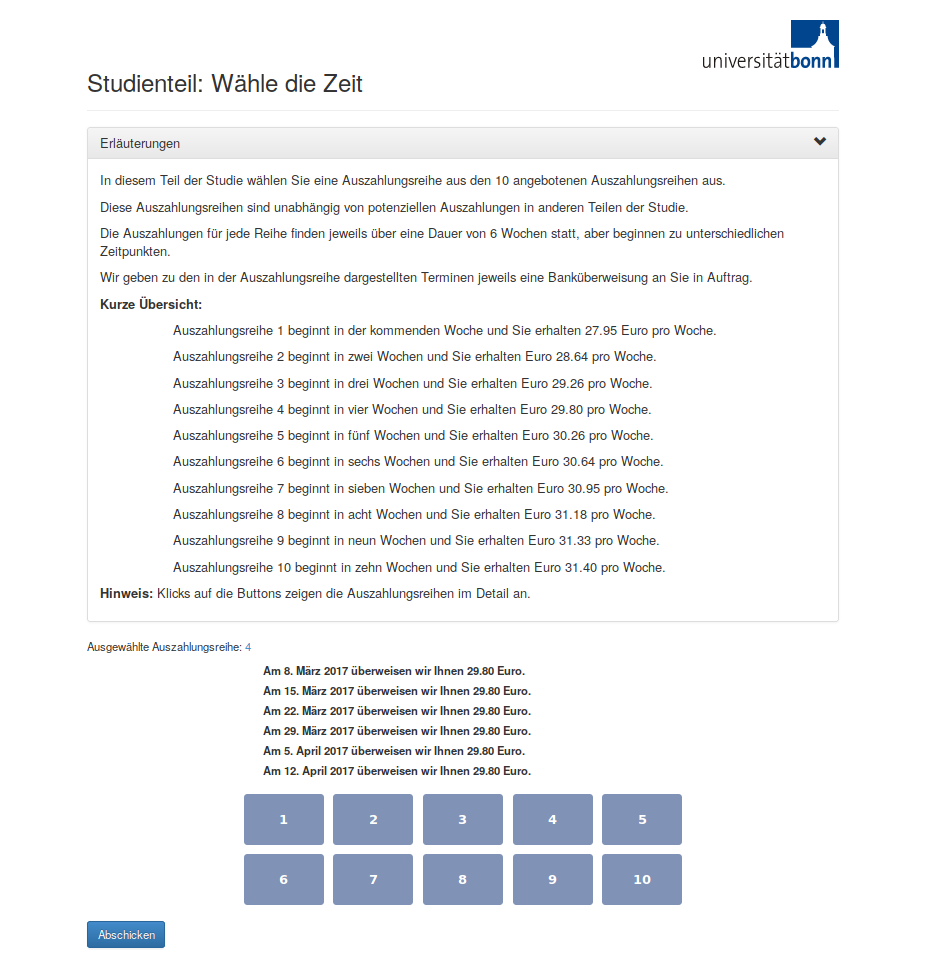 universitätbonn
Studienteil: Wähle die Zeit
Erläuterungen
In diesem Teil der Studie wählen Sie eine Auszahlungsreihe aus den 10 angebotenen Auszahlungsreihen aus.
Diese Auszahlungsreihen sind unabhängig von potenziellen Auszahlungen in anderen Teilen der Studie.
Die Auszahlungen für jede Reihe finden jeweils über eine Dauer von 6 Wochen statt, aber beginnen zu unterschiedlichen
Zeitpunkten.
Wir geben zu den in der Auszahlungsreihe dargestellten Terminen jeweils eine Banküberweisung an Sie in Auftrag.
Kurze Übersicht:
Auszahlungsreihe 1 beginnt in der kommenden Woche und Sie erhalten 27.95 Euro pro Woche.
Auszahlungsreihe 2 beginnt in zwei Wochen und Sie erhalten Euro 28.64 pro Woche.
Auszahlungsreihe 3 beginnt in drei Wochen und Sie erhalten Euro 29.26 pro Woche.
Auszahlungsreihe 4 beginnt in vier Wochen und Sie erhalten Euro 29.80 pro Woche.
Auszahlungsreihe 5 beginnt in fünf Wochen und Sie erhalten Euro 30.26 pro Woche.
Auszahlungsreihe 6 beginnt in sechs Wochen und Sie erhalten Euro 30.64 pro Woche.
Auszahlungsreihe 7 beginnt in sieben Wochen und Sie erhalten Euro 30.95 pro Woche.
Auszahlungsreihe 8 beginnt in acht Wochen und Sie erhalten Euro 31.18 pro Woche.
Auszahlungsreihe 9 beginnt in neun Wochen und Sie erhalten Euro 31.33 pro Woche.
Auszahlungsreihe 10 beginnt in zehn Wochen und Sie erhalten Euro 31.40 pro Woche.
Hinweis: Klicks auf die Buttons zeigen die Auszahlungsreihen im Detail an.
Ausgewählte Auszahlungsreihe: 4
Am 8. März 2017 überweisen wir Ihnen 29.80 Euro.
Am 15. März 2017 überweisen wir Ihnen 29.80 Euro.
Am 22. März 2017 überweisen wir Ihnen 29.80 Euro.
Am 29. März 2017 überweisen wir Ihnen 29.80 Euro.
Am 5. April 2017 überweisen wir Ihnen 29.80 Euro.
Am 12. April 2017 überweisen wir Ihnen 29.80 Euro.
1 2 3 4 5
6 7 8 9 10
Abschicken